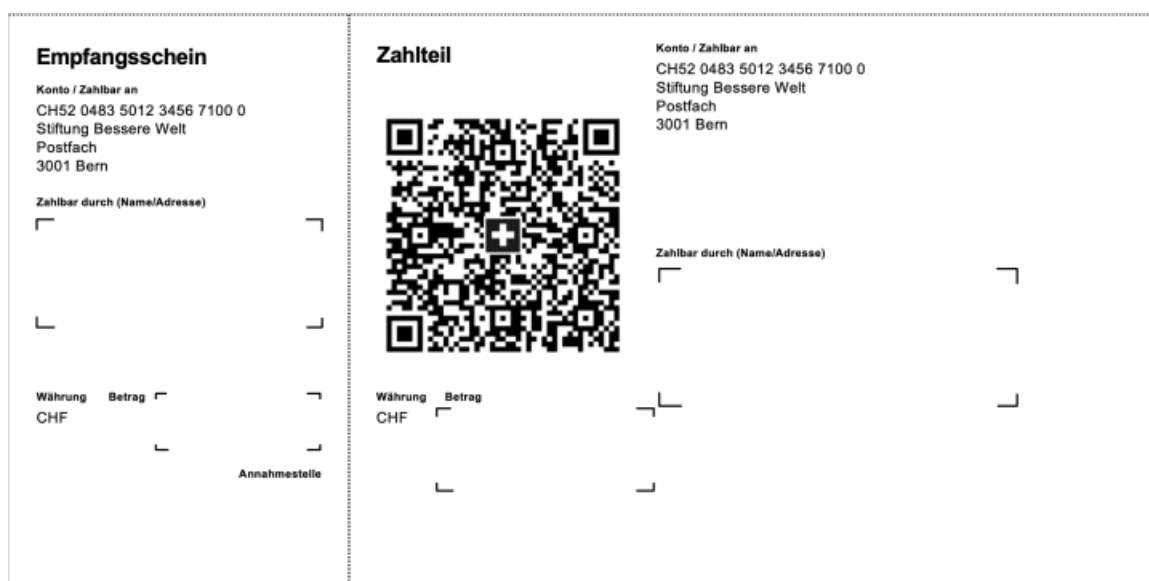 Empfangsschein
Konto / Zahlbar an
CH52 0483 5012 3456 7100 0
Stiftung Bessere Welt
Postfach
3001 Bern
Zahlbar durch (Name/Adresse)
Währung Betrag
CHF
Annahmestelle
Zahlteil
Währung Betrag
CHF
Konto / Zahlbar an
CH52 0483 5012 3456 7100 0
Stiftung Bessere Welt
Postfach
3001 Bern
Zahlbar durch (Name/Adresse)